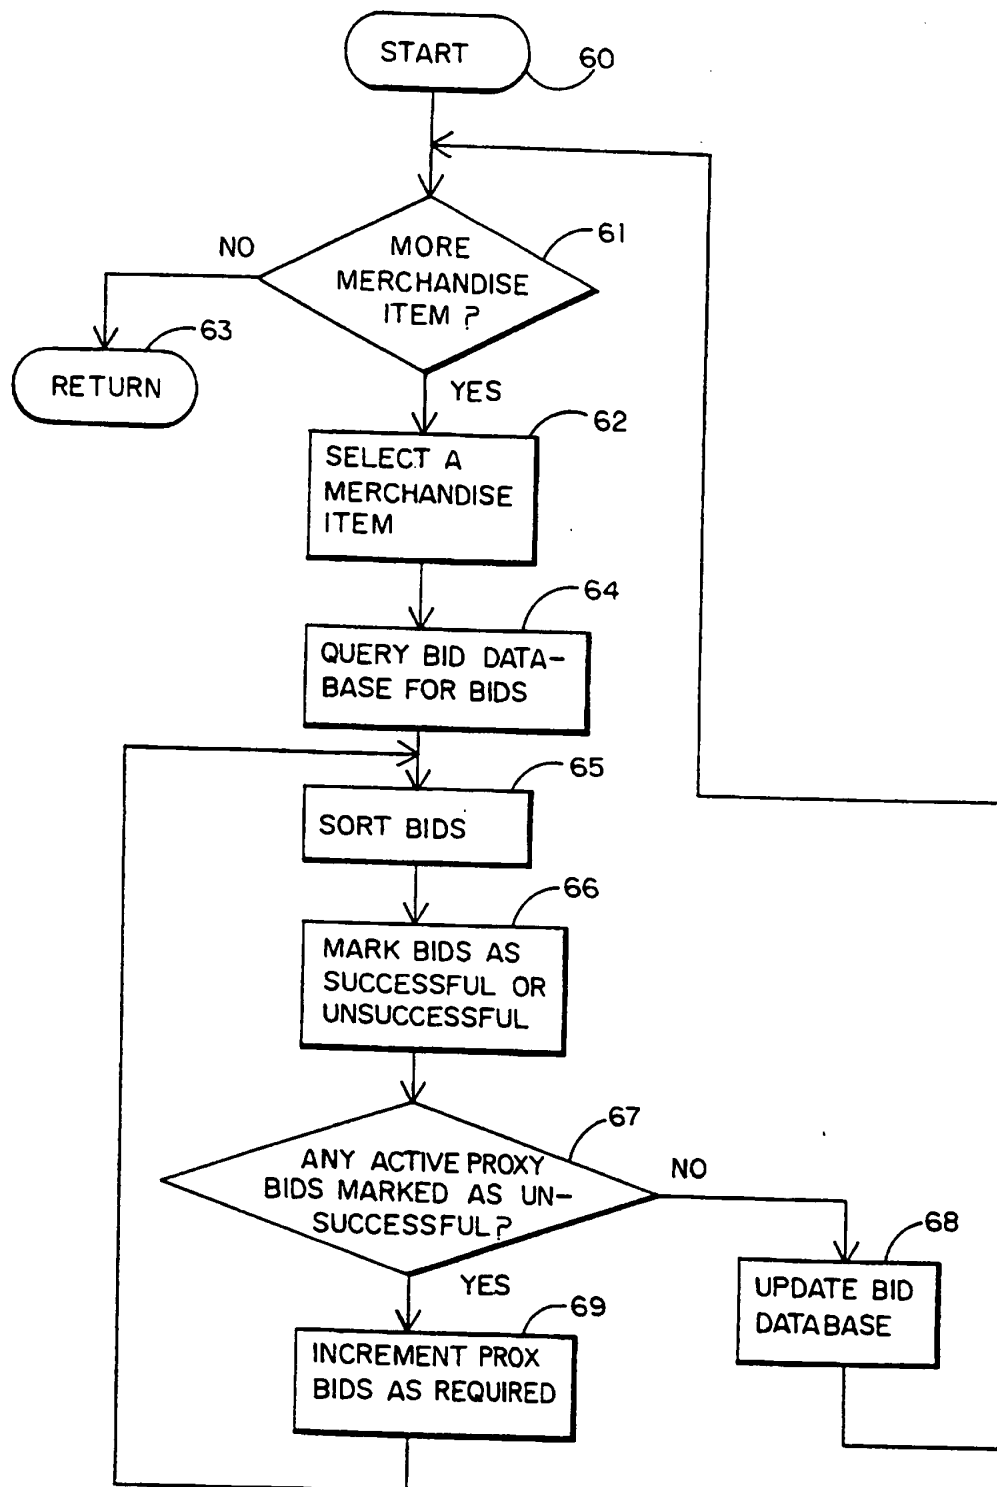 START
60
MORE
MERCHANDISE
ITEM ?
61
NO
63
RETURN
YES
62
SELECT A
MERCHANDISE
ITEM
64
QUERY BID DATA-
BASE FOR BIDS
65
SORT BIDS
66
MARK BIDS AS
SUCCESSFUL OR
UNSUCCESSFUL
67
ANY ACTIVE PROXY
BIDS MARKED AS UN-
SUCCESSFUL?
NO
68
UPDATE BID
DATABASE
YES
69
INCREMENT PROX
BIDS AS REQUIRED